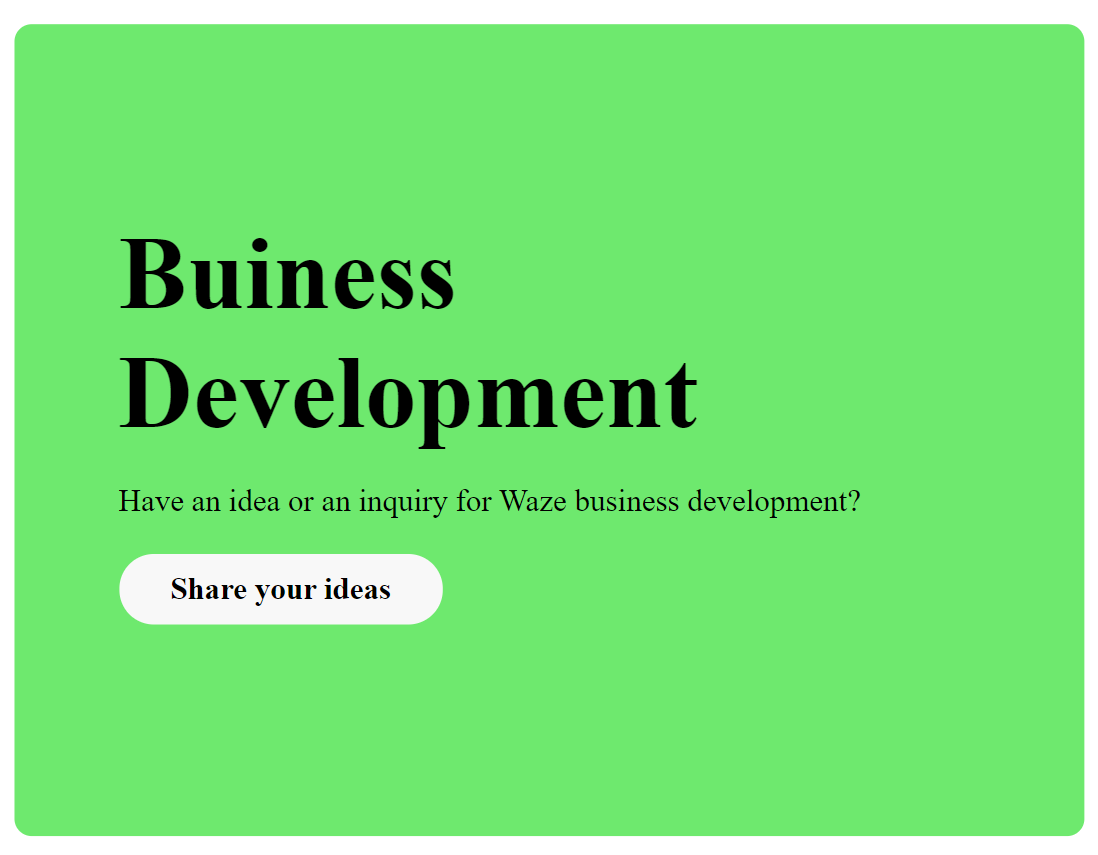 Buiness
Development
Have an idea or an inquiry for Waze business development?
Share your ideas